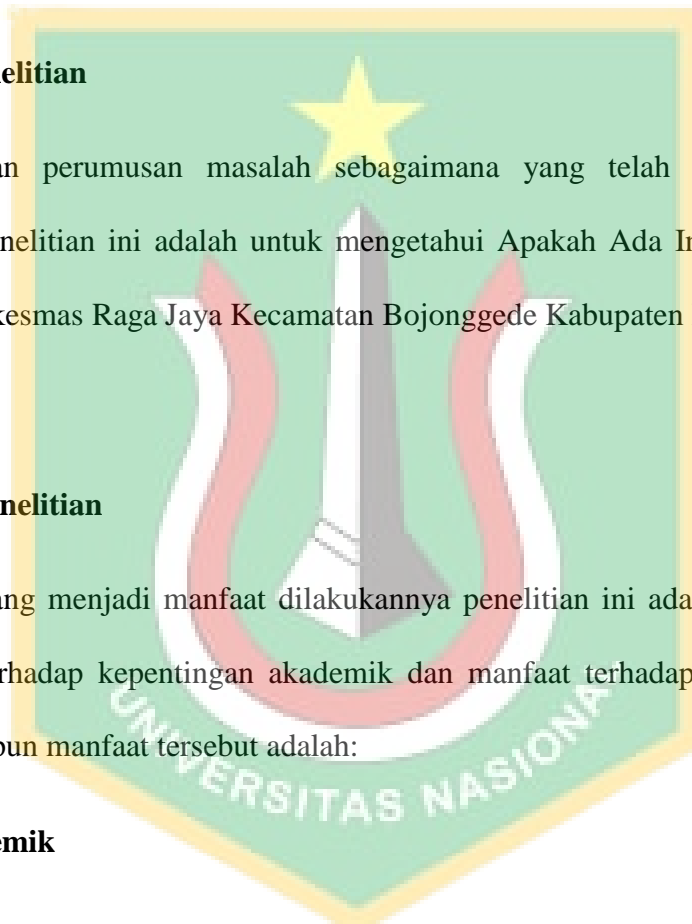 elitian
an perumusan masalah sebagaimana yang telah
nelitian ini adalah untuk mengetahui Apakah Ada In
kesmas Raga Jaya Kecamatan Bojonggede Kabupaten
nelitian
ang menjadi manfaat dilakukannya penelitian ini ada
rhadap kepentingan akademik dan manfaat terhadap
pun manfaat tersebut adalah:
UNIVERSITAS NASIONAL
emik